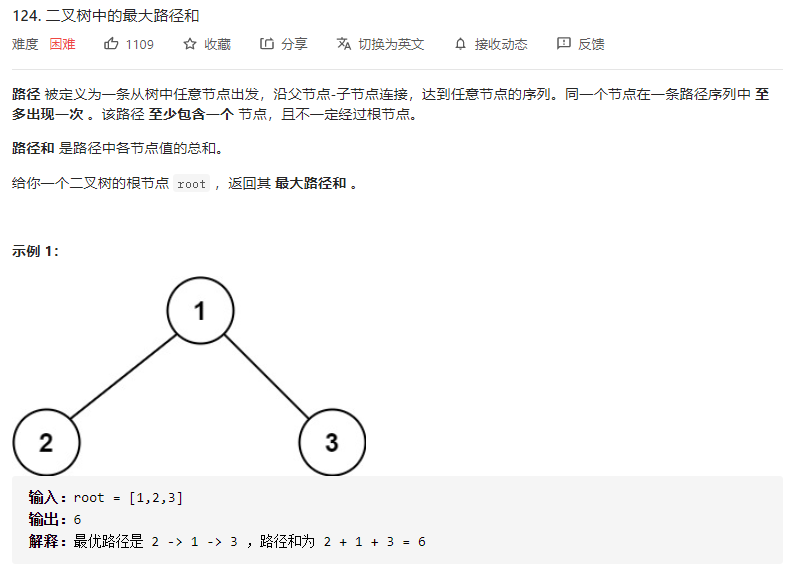 124. 二叉树中的最大路径和
难度 困难 1109 收藏 分享 切换为英文 接收动态 反馈
路径 被定义为一条从树中任意节点出发，沿父节点-子节点连接，达到任意节点的序列。同一个节点在一条路径序列中 至
多出现一次 。该路径 至少包含一个 节点，且不一定经过根节点。
路径和 是路径中各节点值的总和。
给你一个二叉树的根节点 root ，返回其 最大路径和 。
示例 1：
1
2 3
输入：root = [1,2,3]
输出：6
解释：最优路径是 2 -> 1 -> 3 ，路径和为 2 + 1 + 3 = 6